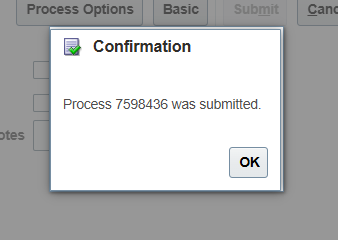 Process Options Basic Submit Canc
Confirmation
Process 7598436 was submitted.
otes
OK